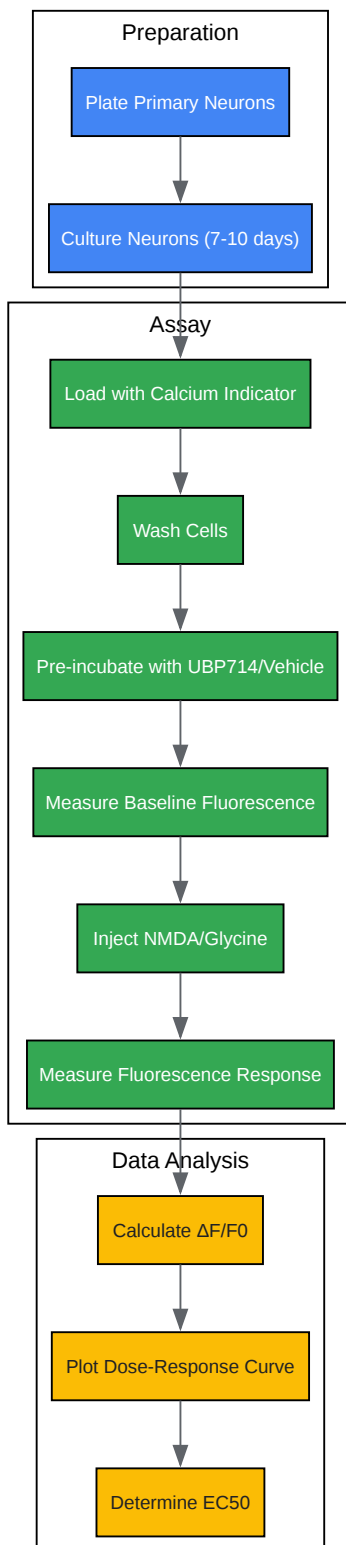 Preparation
Plate Primary Neurons
Culture Neurons (7-10 days)
Assay
Load with Calcium Indicator
Wash Cells
Pre-incubate with UBP714/Vehicle
Measure Baseline Fluorescence
Inject NMDA/Glycine
Measure Fluorescence Response
Data Analysis
Calculate ΔF/F0
Plot Dose-Response Curve
Determine EC50